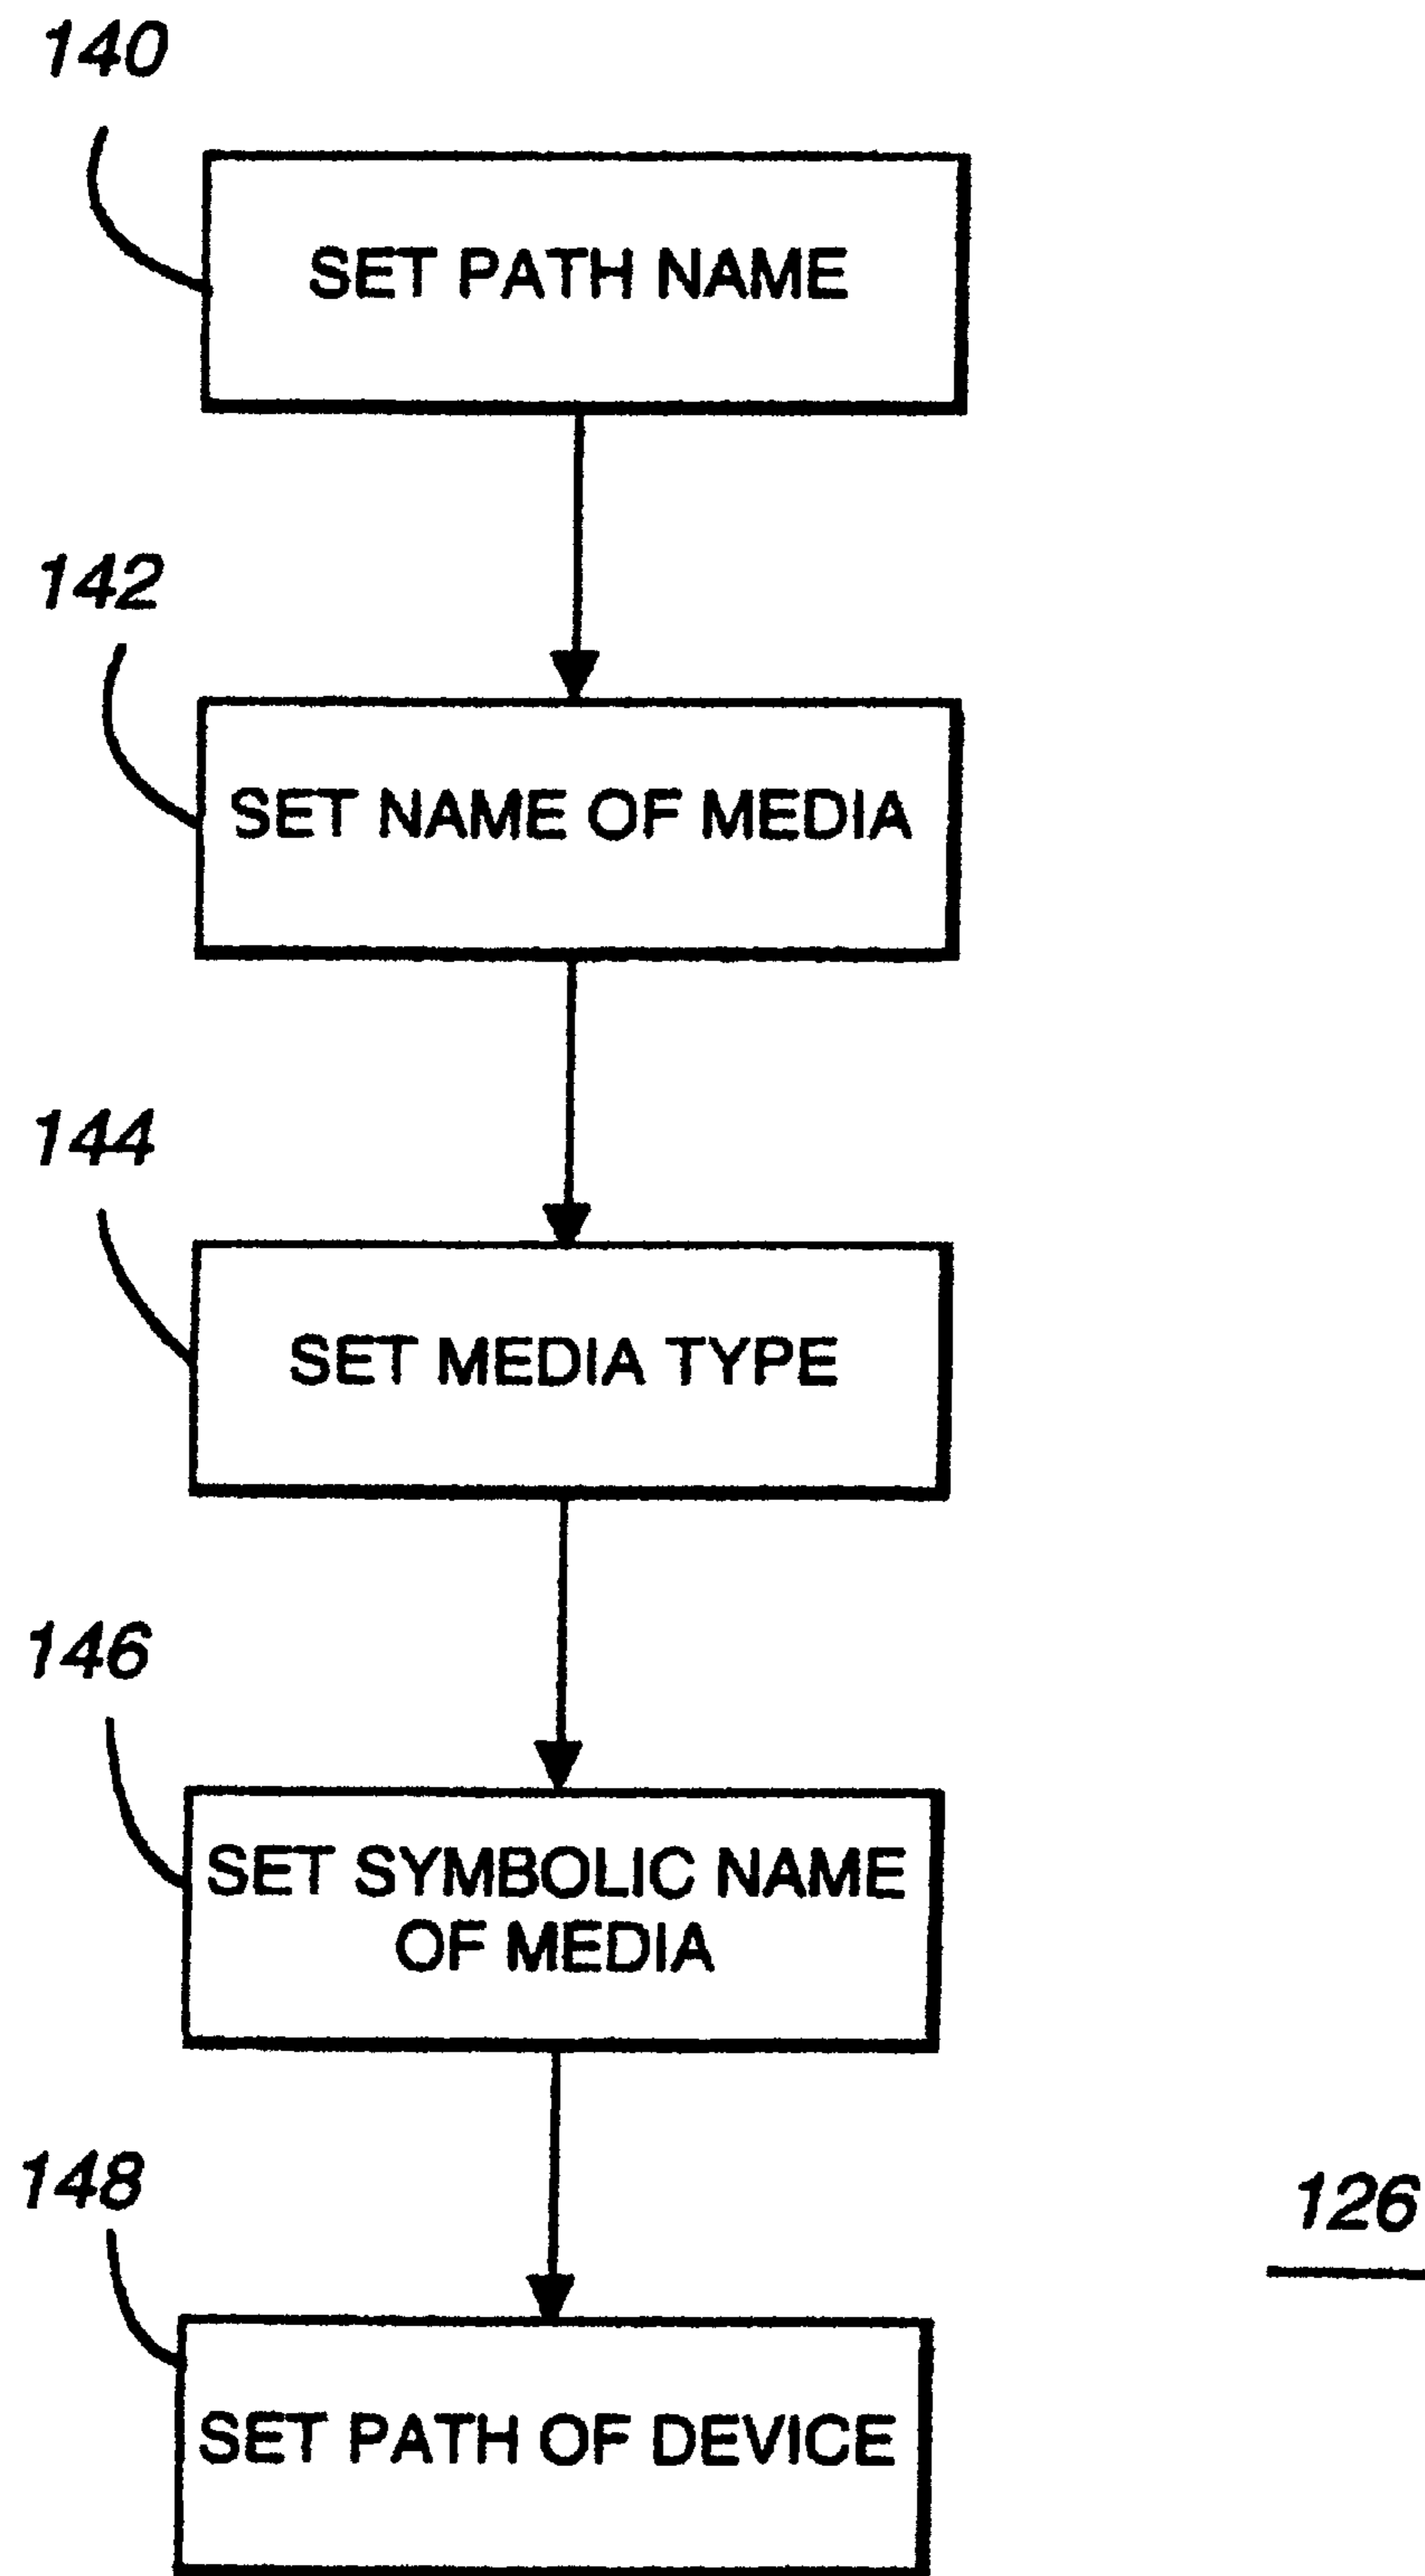 140
SET PATH NAME
142
SET NAME OF MEDIA
144
SET MEDIA TYPE
146
SET SYMBOLIC NAME
OF MEDIA
148
126
SET PATH OF DEVICE